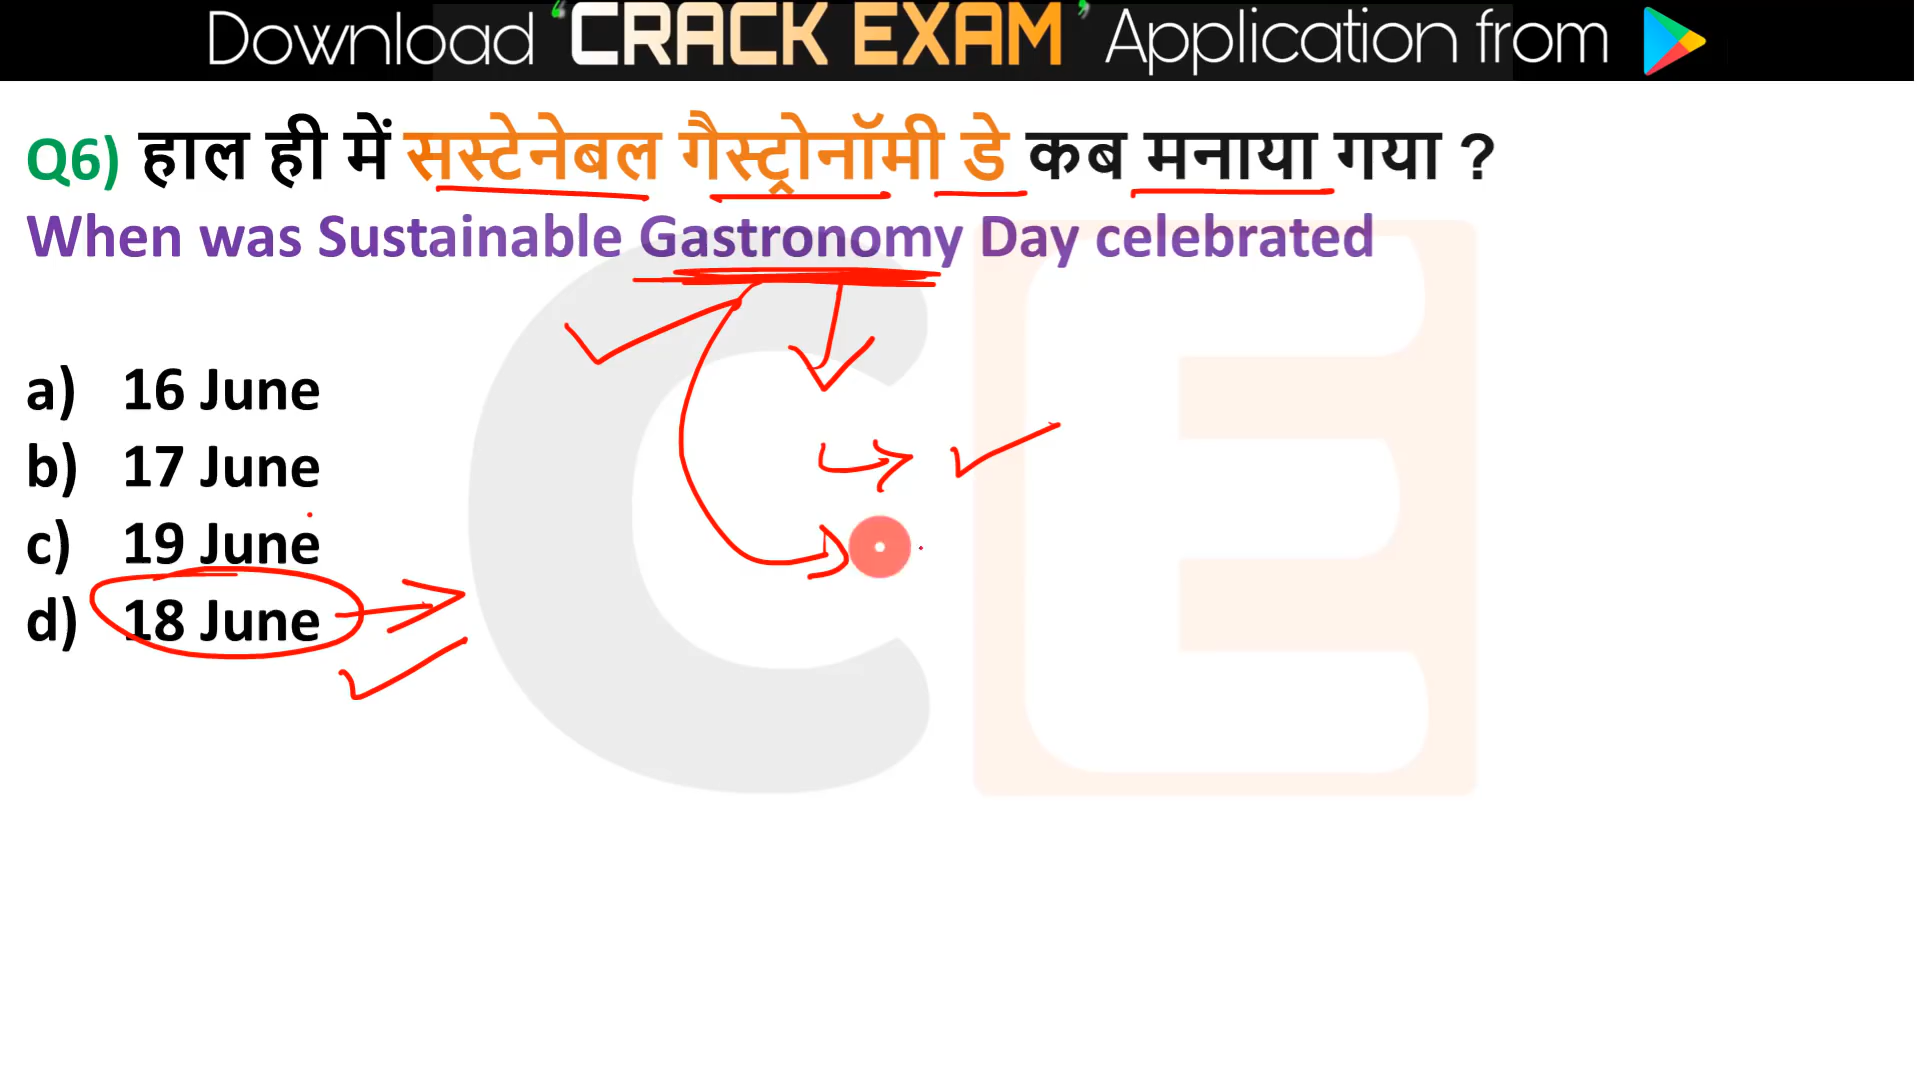 Download ‘CRACK EXAM’ Application from
Q6) हाल ही में सस्टेनेबल गैस्ट्रोनॉमी डे कब मनाया गया ?
When was Sustainable Gastronomy Day celebrated
a) 16 June
b) 17 June
c) 19 June
d) 18 June
CE